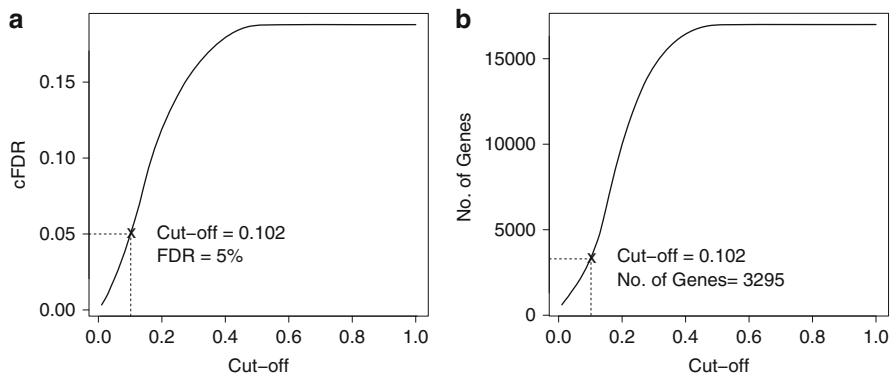 a
cFDR
0.15
0.10
0.05
0.00
Cut−off = 0.102
FDR = 5%
0.0 0.2 0.4 0.6 0.8 1.0
Cut−off
b
No. of Genes
15000
10000
5000
0
Cut−off = 0.102
No. of Genes= 3295
0.0 0.2 0.4 0.6 0.8 1.0
Cut−off